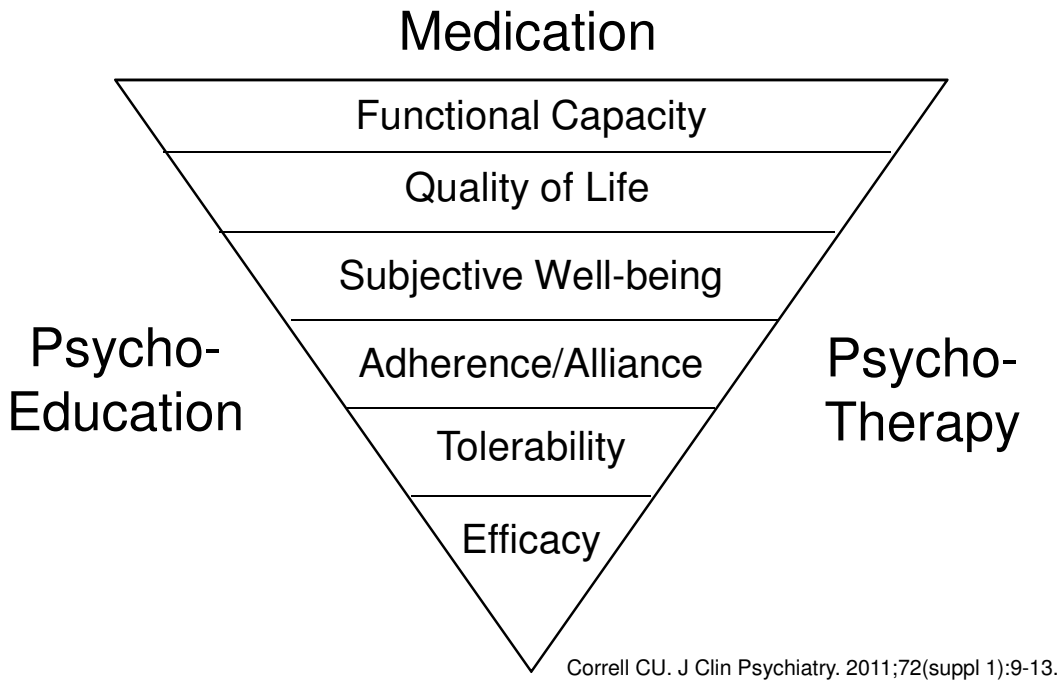 Medication
Functional Capacity
Quality of Life
Subjective Well-being
Adherence/Alliance
Tolerability
Efficacy
Psycho-
Education
Psycho-
Therapy
Correll CU. J Clin Psychiatry. 2011;72(suppl 1):9-13.